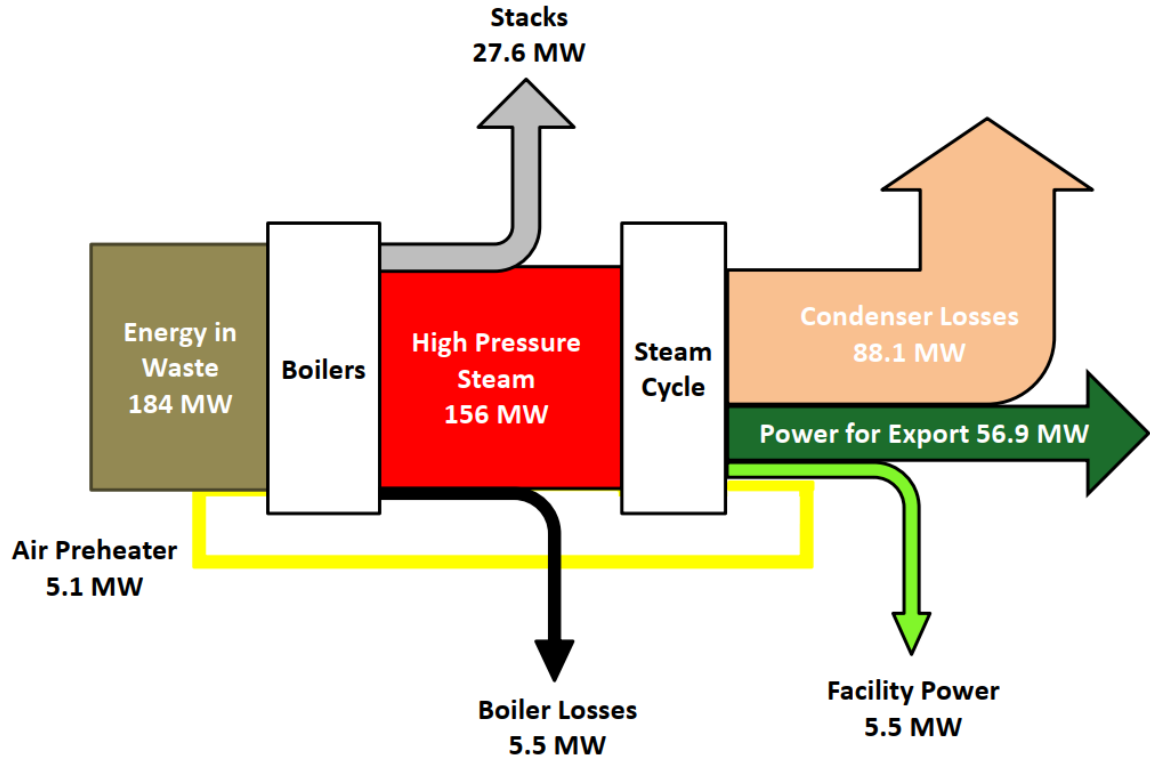 Stacks
27.6 MW
Energy in
Waste
184 MW
Boilers
High Pressure
Steam
156 MW
Steam
Cycle
Condenser Losses
88.1 MW
Power for Export 56.9 MW
Air Preheater
5.1 MW
Boiler Losses
5.5 MW
Facility Power
5.5 MW